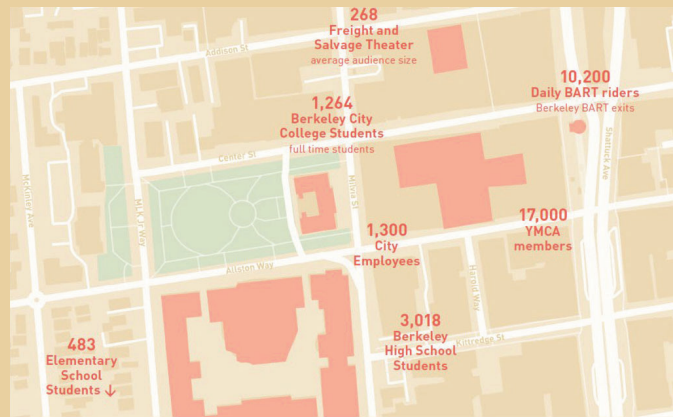 268
Freight and
Salvage Theater
average audience size
Addison St
10,200
Daily BART riders
Berkeley BART exits
1,264
Berkeley City
College Students
full time students
Center St
Shattuck Ave
McKinley Ave
MLK Jr Way
Milvia St
17,000
YMCA
members
1,300
City
Employees
Allston Way
Harold Way
3,018
Berkeley
High School
Students
Kittredge St
483
Elementary
School
Students ↓